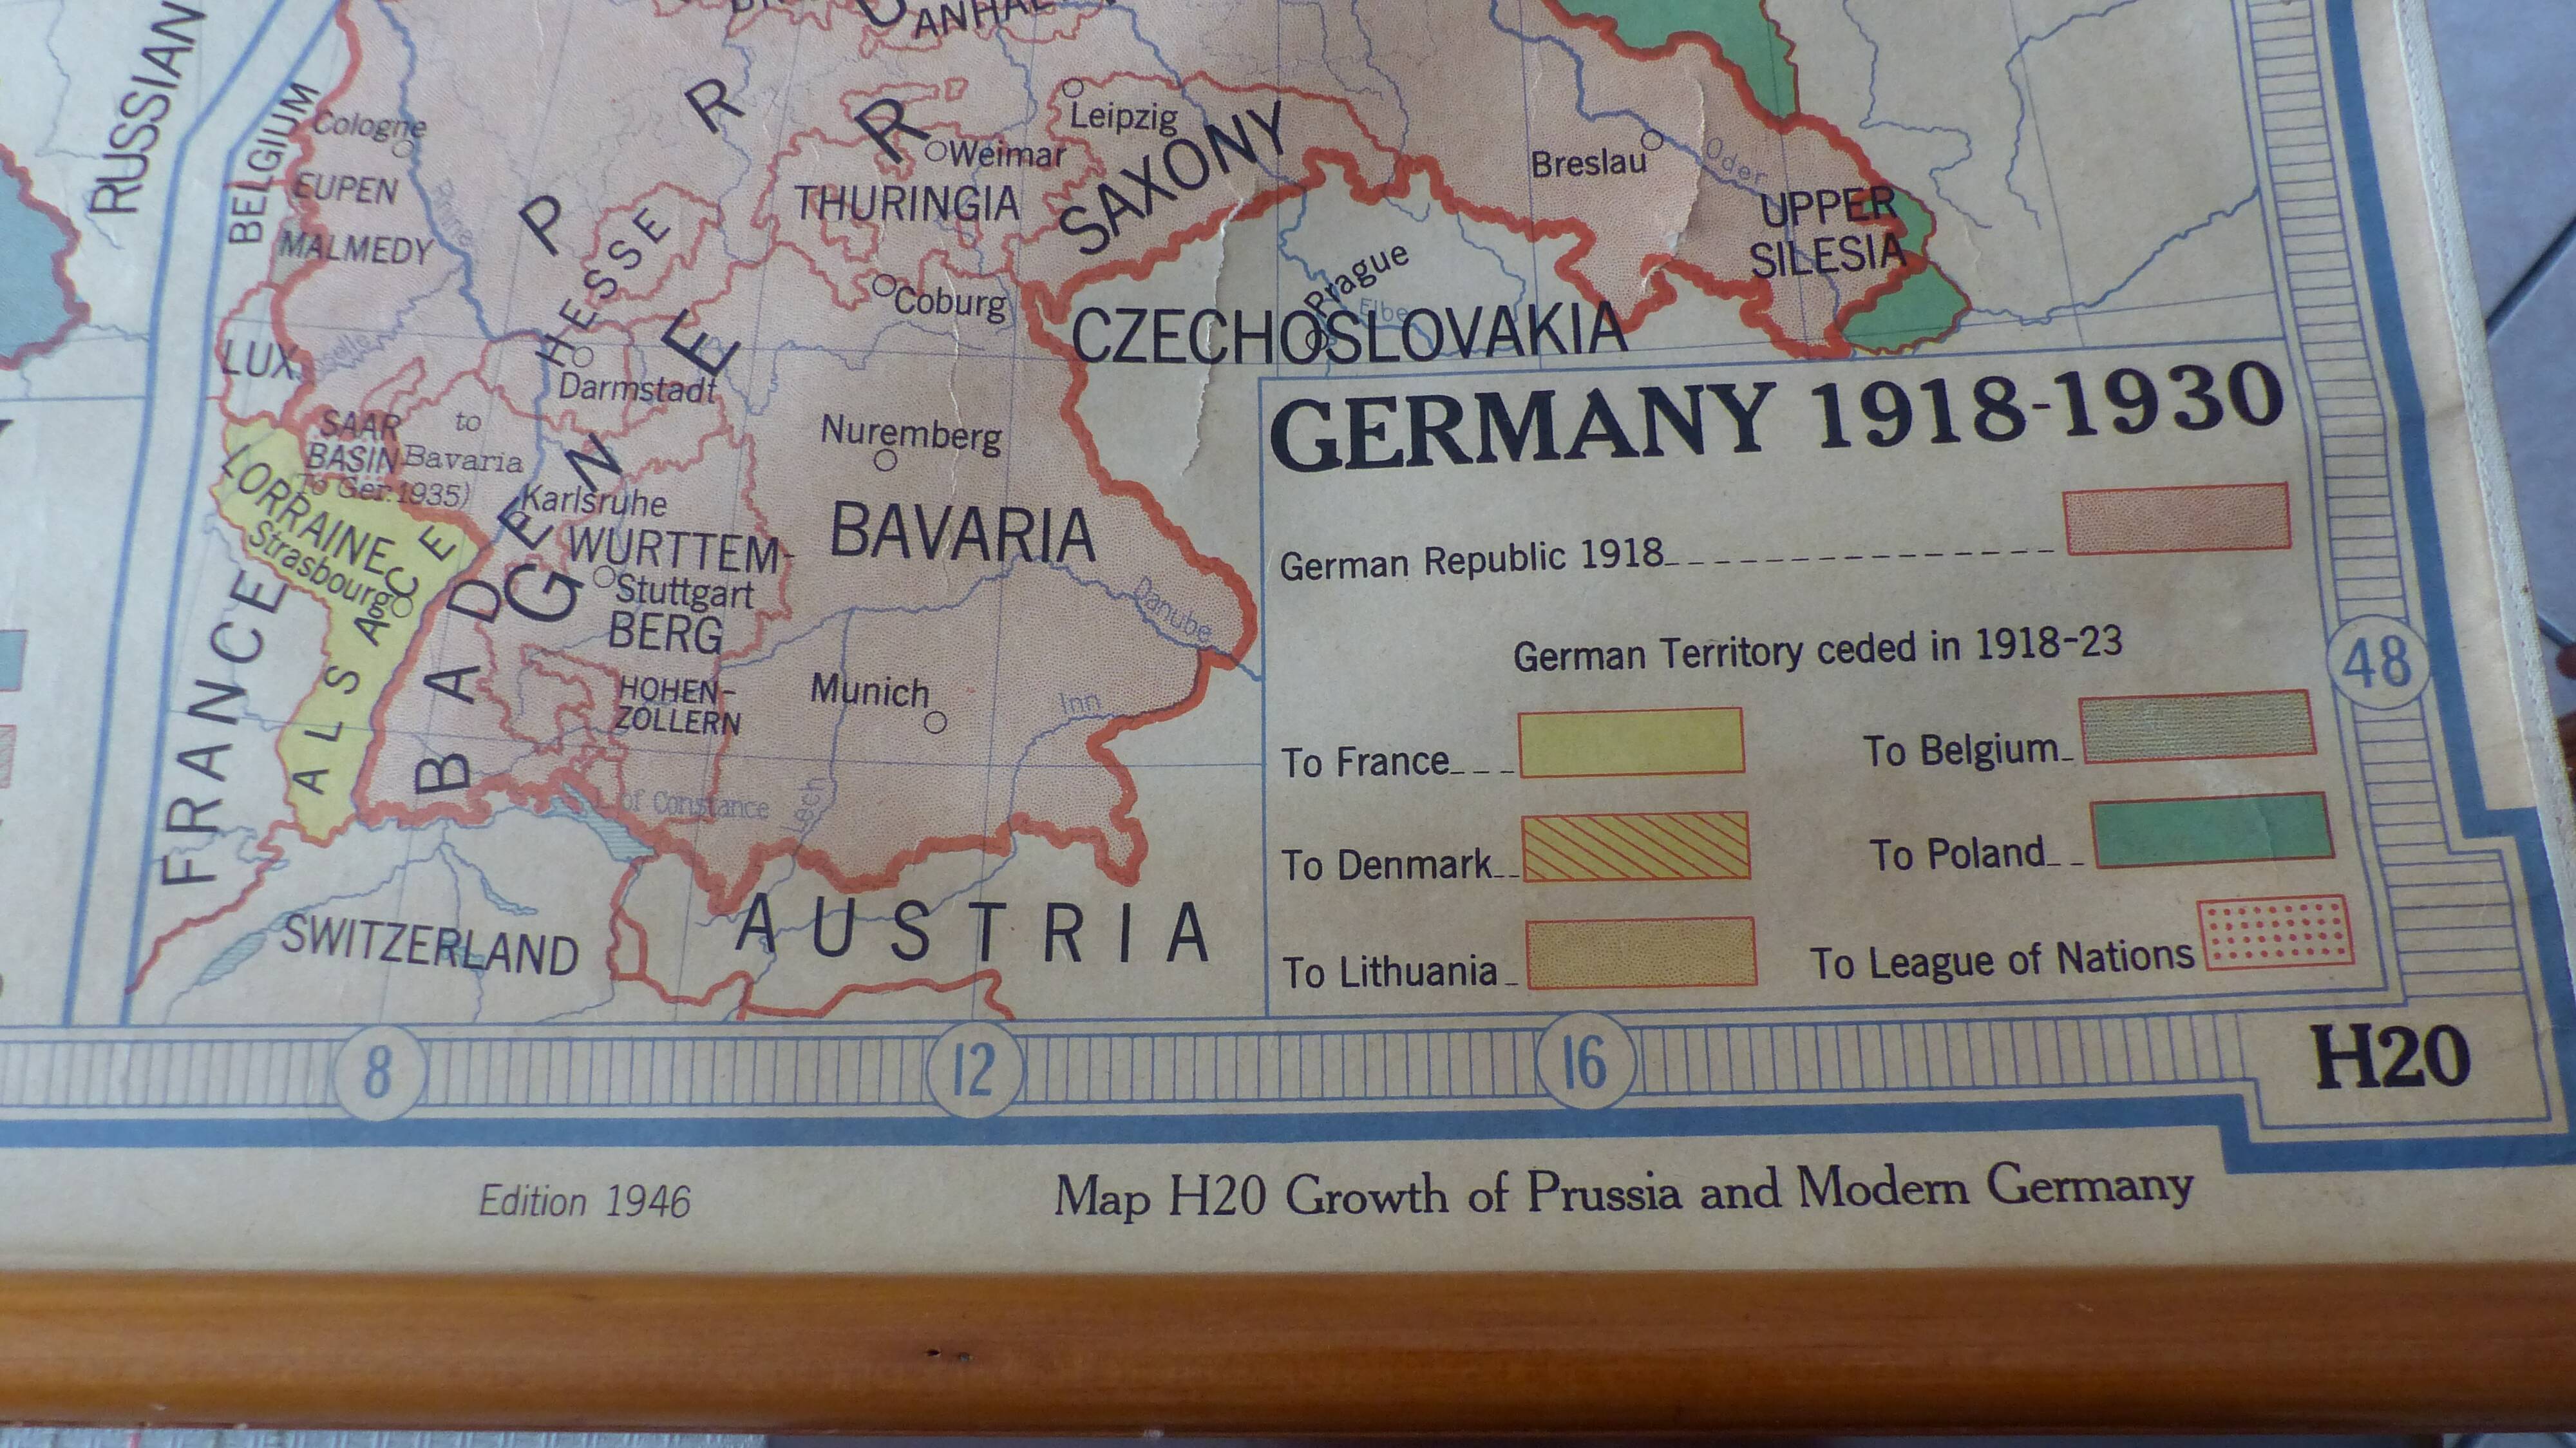 RUSSIAN
ANHAL
BELGIUM
Cologne
Rhine
EUPEN
MALMEDY
LUX.
HESSE
THURINGIA
Weimar
Leipzig
SAXONY
Breslau
Oder
UPPER
SILESIA
Coburg
Prague
Elbe
CZECHOSLOVAKIA
Darmstadt
SAAR
BASIN
to
Bavaria
To Ger. 1935)
LORRAINE
Strasbourg
ALSACE
FRANCE
Karlsruhe
BADEN
G E R
P R
WURTTEM-
BERG
Stuttgart
HOHEN-
ZOLLERN
Nuremberg
BAVARIA
Danube
Munich
Inn
Lech
L. of Constance
SWITZERLAND
AUSTRIA
GERMANY 1918-1930
German Republic 1918
German Territory ceded in 1918-23
To France
To Belgium
To Denmark
To Poland
To Lithuania
To League of Nations
48
8
12
16
H20
Edition 1946
Map H20 Growth of Prussia and Modern Germany